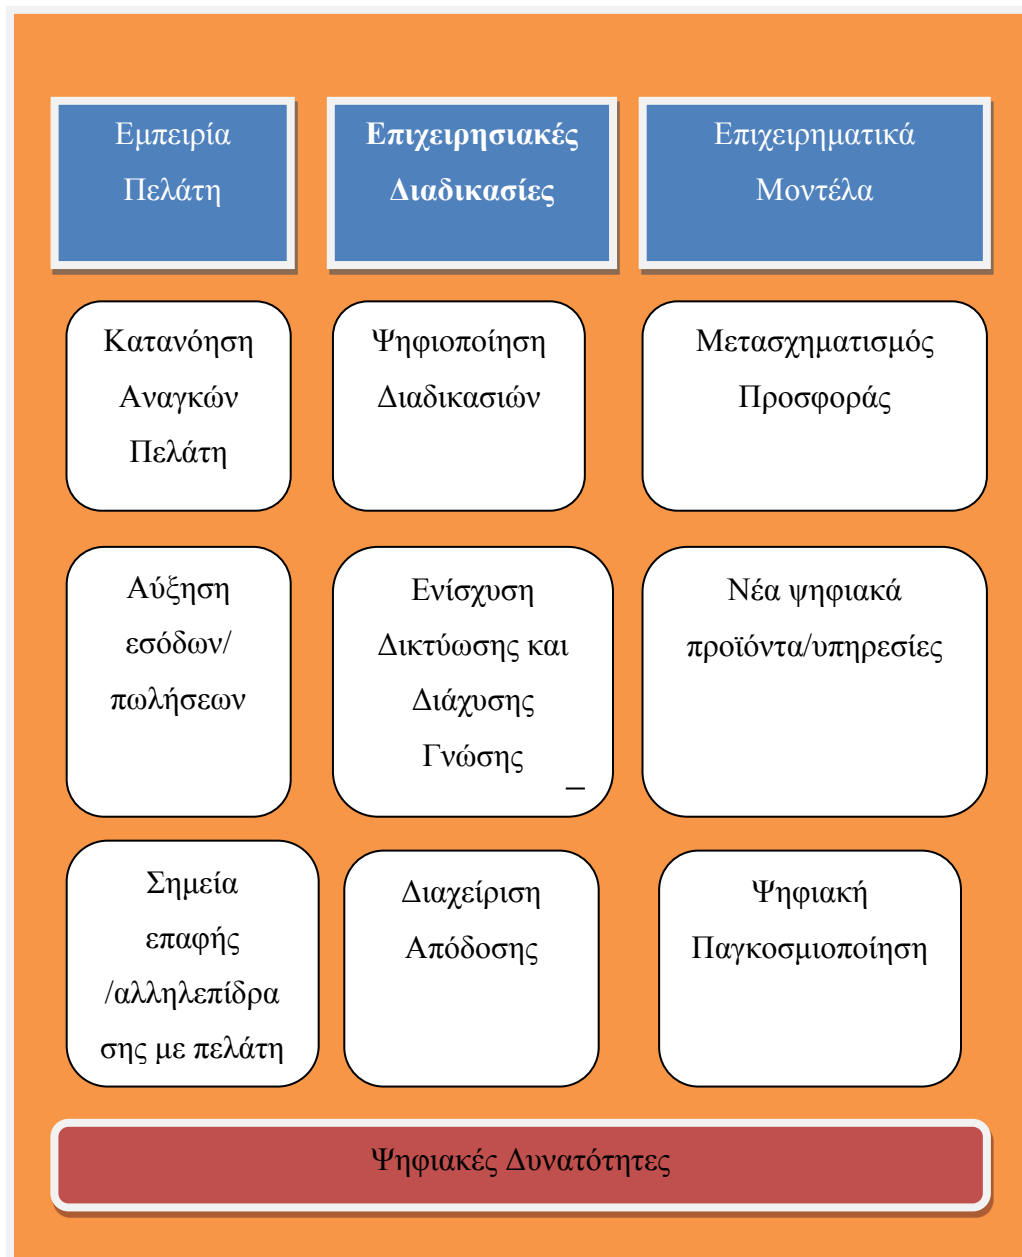 Εμπειρία
Πελάτη
Επιχειρησιακές
Διαδικασίες
Επιχειρηματικά
Μοντέλα
Κατανόηση
Αναγκών
Πελάτη
Ψηφιοποίηση
Διαδικασιών
Μετασχηματισμός
Προσφοράς
Αύξηση
εσόδων/
πωλήσεων
Ενίσχυση
Δικτύωσης και
Διάχυσης
Γνώσης
Νέα ψηφιακά
προϊόντα/υπηρεσίες
Σημεία
επαφής
/αλληλεπίδρα
σης με πελάτη
Διαχείριση
Απόδοσης
Ψηφιακή
Παγκοσμιοποίηση
Ψηφιακές Δυνατότητες